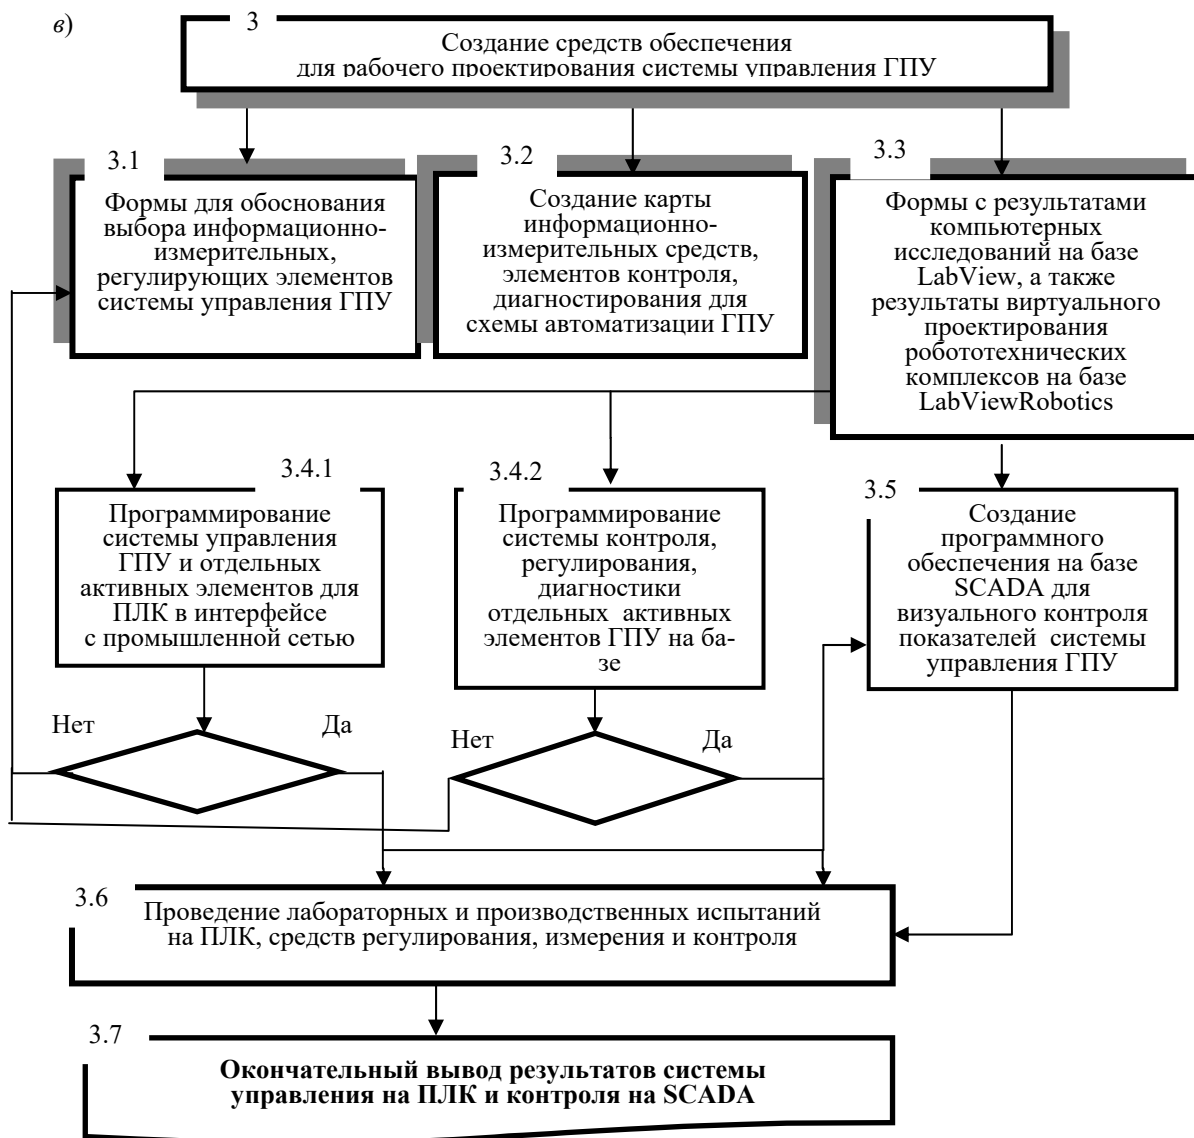 в)
3
Создание средств обеспечения
для рабочего проектирования системы управления ГПУ
3.1
Формы для обоснования
выбора информационно-
измерительных,
регулирующих элементов
системы управления ГПУ
3.2
Создание карты
информационно-
измерительных средств,
элементов контроля,
диагностирования для
схемы автоматизации ГПУ
3.3
Формы с результатами
компьютерных
исследований на базе
LabView, а также
результаты виртуального
проектирования
робототехнических
комплексов на базе
LabViewRobotics
3.4.1
Программирование
системы управления
ГПУ и отдельных
активных элементов для
ПЛК в интерфейсе
с промышленной сетью
3.4.2
Программирование
системы контроля,
регулирования,
диагностики
отдельных активных
элементов ГПУ на ба-
зе
3.5
Создание
программного
обеспечения на базе
SCADA для
визуального контроля
показателей системы
управления ГПУ
Нет
Да
Нет
Да
3.6
Проведение лабораторных и производственных испытаний
на ПЛК, средств регулирования, измерения и контроля
3.7
Окончательный вывод результатов системы
управления на ПЛК и контроля на SCADA